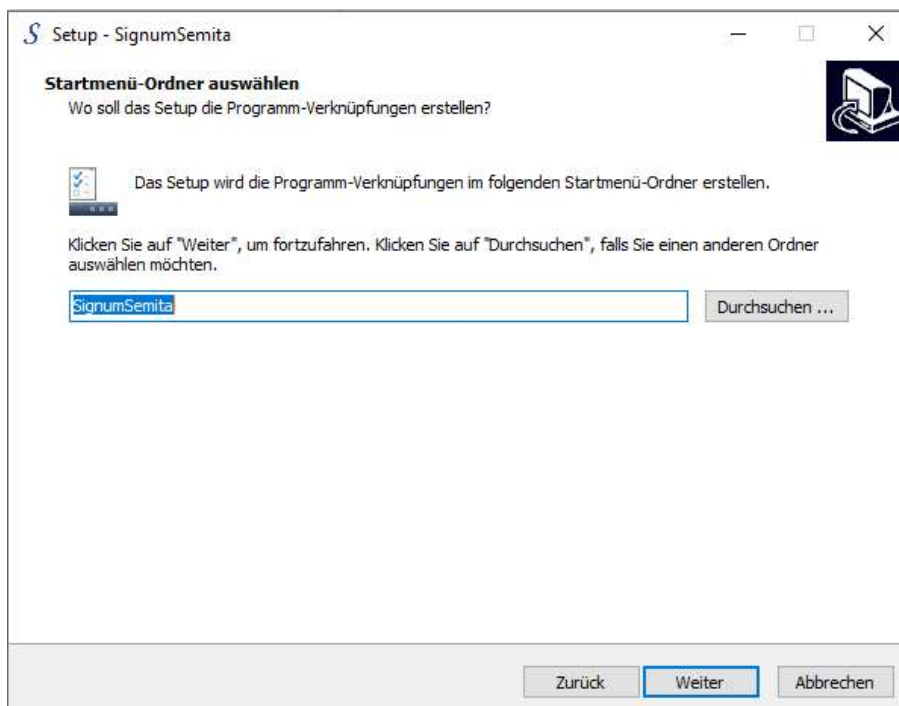 Setup - SignumSemita
Startmenü-Ordner auswählen
Wo soll das Setup die Programm-Verknüpfungen erstellen?
Das Setup wird die Programm-Verknüpfungen im folgenden Startmenü-Ordner erstellen.
Klicken Sie auf "Weiter", um fortzufahren. Klicken Sie auf "Durchsuchen", falls Sie einen anderen Ordner
auswählen möchten.
SignumSemita
Durchsuchen ...
Zurück
Weiter
Abbrechen